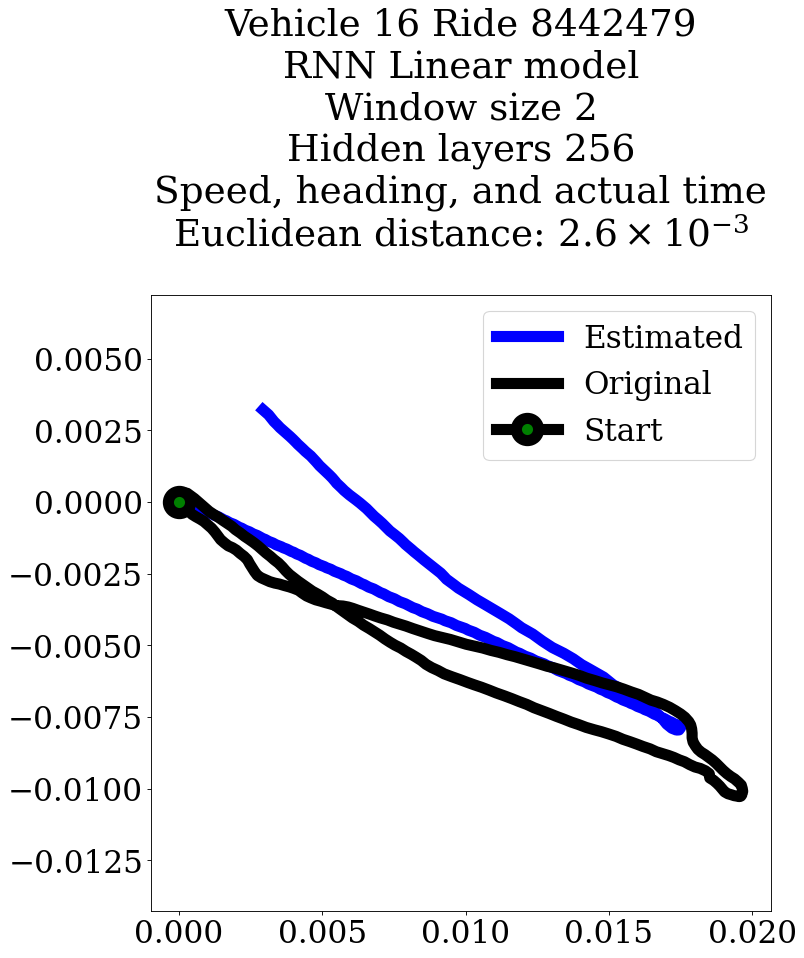 Vehicle 16 Ride 8442479
RNN Linear model
Window size 2
Hidden layers 256
Speed, heading, and actual time
Euclidean distance: 2.6 × 10⁻³
Estimated
Original
Start
0.0050
0.0025
0.0000
−0.0025
−0.0050
−0.0075
−0.0100
−0.0125
0.000 0.005 0.010 0.015 0.020